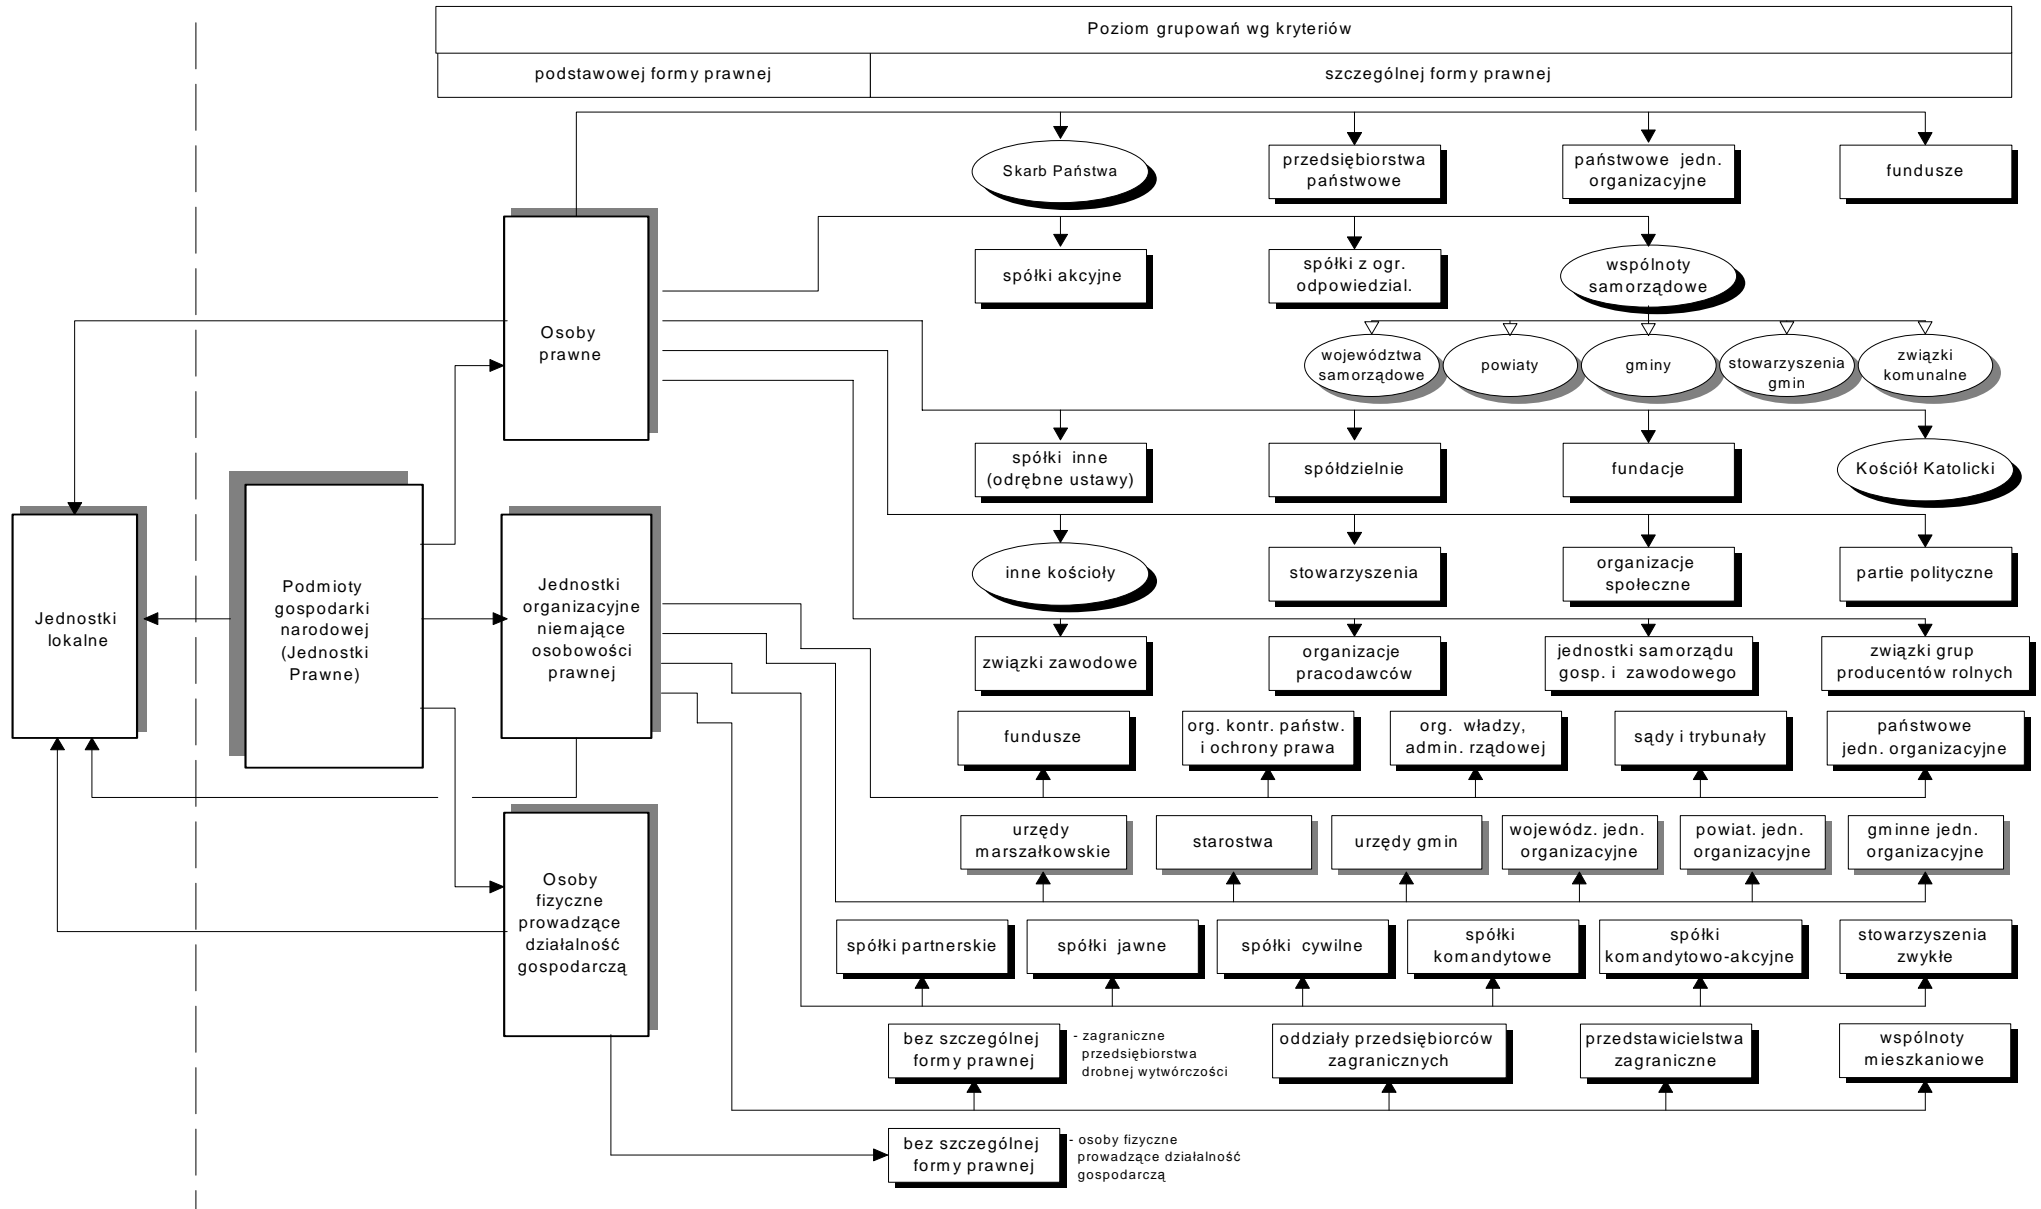 Poziom grupowań wg kryteriów
podstawowej formy prawnej
szczególnej formy prawnej
Skarb Państwa
przedsiębiorstwa
państwowe
państwowe jedn.
organizacyjne
fundusze
spółki akcyjne
spółki z ogr.
odpowiedzial.
wspólnoty
samorządowe
Osoby
prawne
województwa
samorządowe
powiaty
gminy
stowarzyszenia
gmin
związki
komunalne
spółki inne
(odrębne ustawy)
spółdzielnie
fundacje
Kościół Katolicki
Jednostki
lokalne
Podmioty
gospodarki
narodowej
(Jednostki
Prawne)
Jednostki
organizacyjne
niemające
osobowości
prawnej
inne kościoły
stowarzyszenia
organizacje
społeczne
partie polityczne
związki zawodowe
organizacje
pracodawców
jednostki samorządu
gosp. i zawodowego
związki grup
producentów rolnych
fundusze
org. kontr. państw.
i ochrony prawa
org. władzy,
admin. rządowej
sądy i trybunały
państwowe
jedn. organizacyjne
urzędy
marszałkowskie
starostwa
urzędy gmin
wojewódz. jedn.
organizacyjne
powiat. jedn.
organizacyjne
gminne jedn.
organizacyjne
Osoby
fizyczne
prowadzące
działalność
gospodarczą
spółki partnerskie
spółki jawne
spółki cywilne
spółki
komandytowe
spółki
komandytowo-akcyjne
stowarzyszenia
zwykłe
bez szczególnej
formy prawnej
- zagraniczne
przedsiębiorstwa
drobnej wytwórczości
oddziały przedsiębiorców
zagranicznych
przedstawicielstwa
zagraniczne
wspólnoty
mieszkaniowe
bez szczególnej
formy prawnej
- osoby fizyczne
prowadzące działalność
gospodarczą